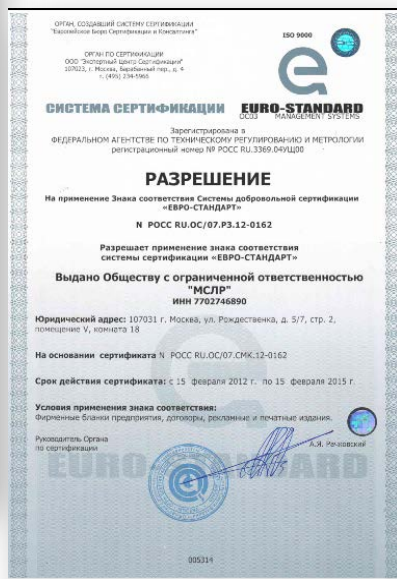 ОРГАН, СОЗДАВШИЙ СИСТЕМУ СЕРТИФИКАЦИИ
"Европейское Бюро Сертификации и Консалтинга"
ОРГАН ПО СЕРТИФИКАЦИИ
ООО "Экспертный Центр Сертификации"
107023, г. Москва, Барабанный пер., д. 4
т. (495) 234-5966
ISO 9000
СИСТЕМА СЕРТИФИКАЦИИ
EURO-STANDARD
ОС03 MANAGEMENT SYSTEMS
Зарегистрирована в
ФЕДЕРАЛЬНОМ АГЕНТСТВЕ ПО ТЕХНИЧЕСКОМУ РЕГУЛИРОВАНИЮ И МЕТРОЛОГИИ
регистрационный номер № РОСС RU.3369.04УЩ00
РАЗРЕШЕНИЕ
На применение Знака соответствия Системы добровольной сертификации
«ЕВРО-СТАНДАРТ»
N РОСС RU.ОС/07.РЗ.12-0162
Разрешает применение знака соответствия
системы сертификации «ЕВРО-СТАНДАРТ»
Выдано Обществу с ограниченной ответственностью
"МСЛР"
ИНН 7702746890
Юридический адрес: 107031 г. Москва, ул. Рождественка, д. 5/7, стр. 2,
помещение V, комната 18
На основании сертификата N РОСС RU.ОС/07.СМК.12-0162
Срок действия сертификата: с 15 февраля 2012 г. по 15 февраля 2015 г.
Условия применения знака соответствия:
Фирменные бланки предприятия, договоры, рекламные и печатные издания.
Руководитель Органа
по сертификации
А.Я. Рачковский
EURO-STANDARD
005314